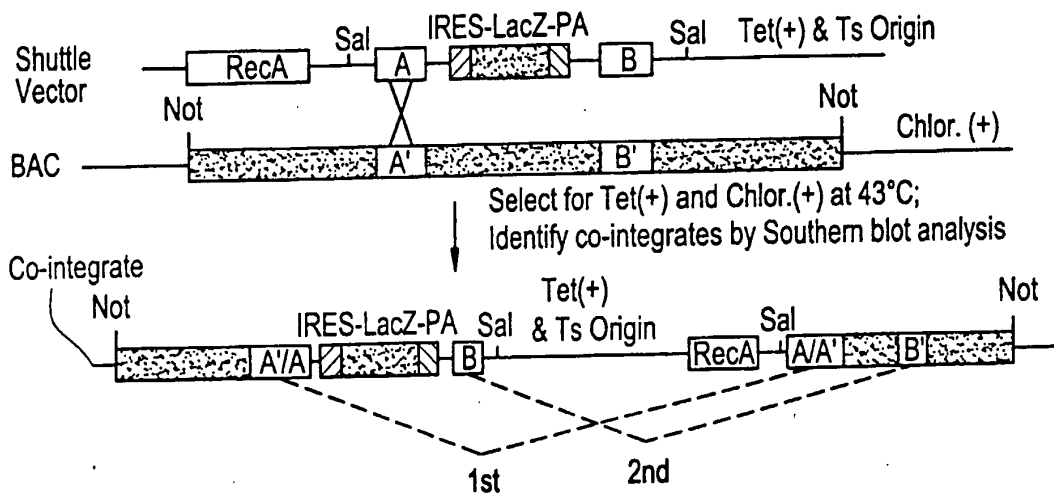 IRES-LacZ-PA
Sal
Sal
Tet(+) & Ts Origin
Shuttle
Vector
RecA
A
B
Not
Not
Chlor. (+)
BAC
A'
B'
Select for Tet(+) and Chlor.(+) at 43°C;
Identify co-integrates by Southern blot analysis
Co-integrate
Not
Tet(+)
& Ts Origin
Not
IRES-LacZ-PA
Sal
Sal
A'/A
B
RecA
A/A'
B'
1st
2nd